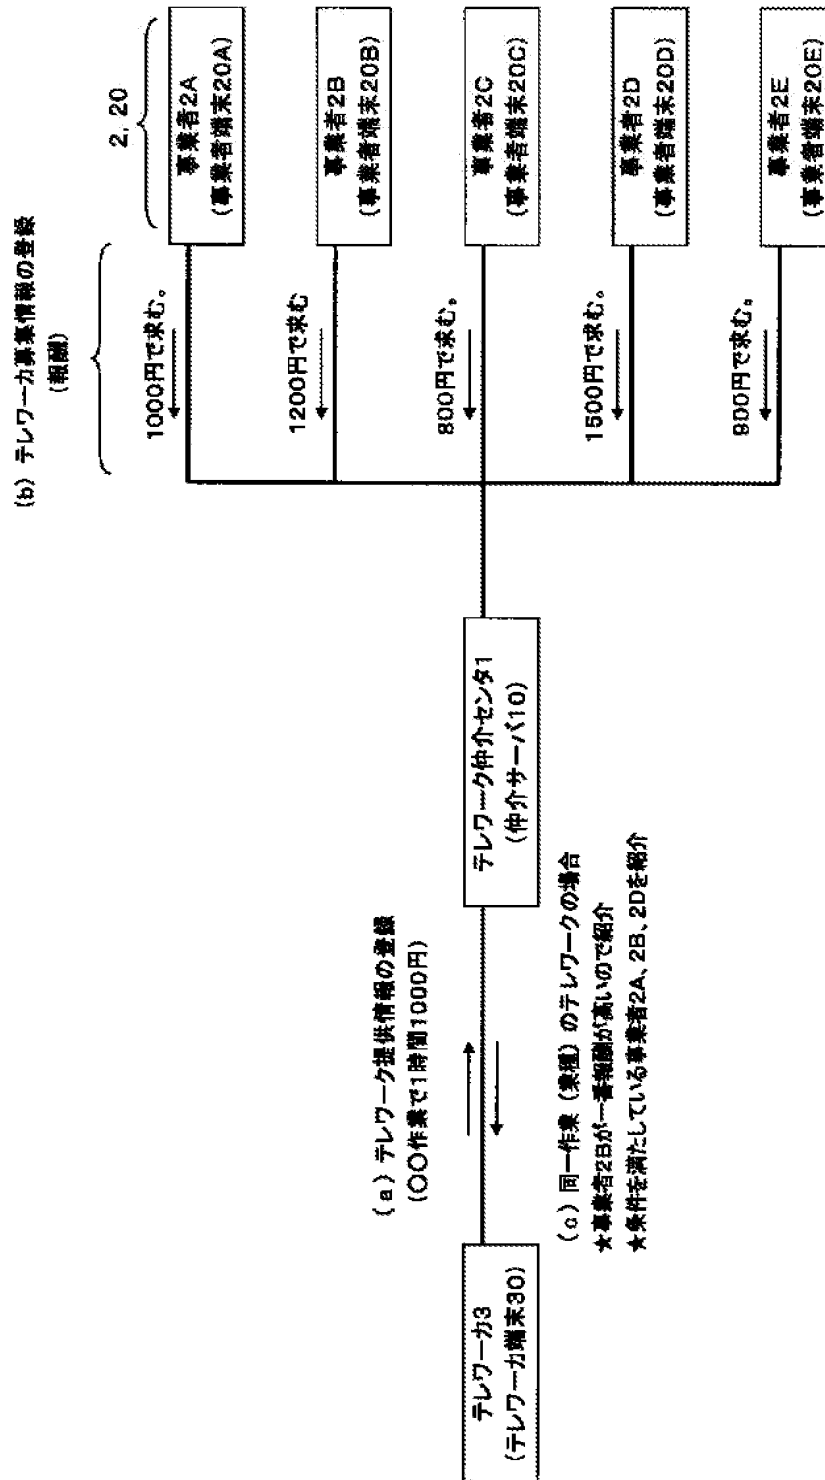 (b) テレワーカ募集情報の登録
(報酬)
2, 20
1000円で求む。
事業者2A
(事業者端末20A)
1200円で求む
事業者2B
(事業者端末20B)
800円で求む。
事業者2C
(事業者端末20C)
1500円で求む。
事業者2D
(事業者端末20D)
900円で求む。
事業者2E
(事業者端末20E)
テレワーク仲介センタ1
(仲介サーバ10)
(a) テレワーク提供情報の登録
(〇〇作業で1時間1000円)
テレワーカ3
(テレワーカ端末30)
(c) 同一作業(業種)のテレワークの場合
★事業者2Bが一番報酬が高いので紹介
★条件を満たしている事業者2A、2B、2Dを紹介